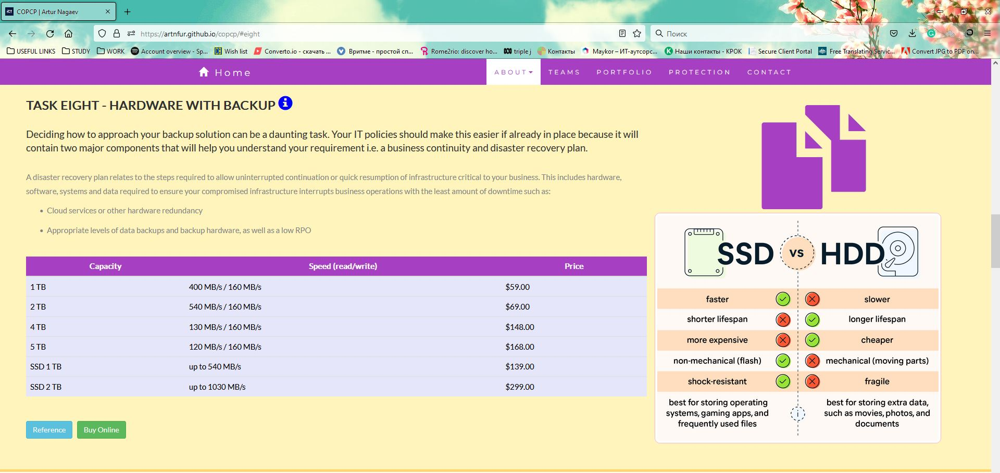 COPCP | Artur Nagaev
https://artnfur.github.io/copcp/#eight
Поиск
USEFUL LINKS
STUDY
WORK
Account overview - Sp...
Wish list
Converto.io - скачать ...
Вритме - простой сп...
Rome2rio: discover ho...
triple j
Контакты
Maykor – ИТ-аутсорс...
Наши контакты - КРОК
Secure Client Portal
Free Translating Servic...
Convert JPG to PDF on...
Home
ABOUT
TEAMS
PORTFOLIO
PROTECTION
CONTACT
TASK EIGHT - HARDWARE WITH BACKUP
Deciding how to approach your backup solution can be a daunting task. Your IT policies should make this easier if already in place because it will
contain two major components that will help you understand your requirement i.e. a business continuity and disaster recovery plan.
A disaster recovery plan relates to the steps required to allow uninterrupted continuation or quick resumption of infrastructure critical to your business. This includes hardware,
software, systems and data required to ensure your compromised infrastructure interrupts business operations with the least amount of downtime such as:
• Cloud services or other hardware redundancy
• Appropriate levels of data backups and backup hardware, as well as a low RPO
Capacity Speed (read/write) Price
1 TB 400 MB/s / 160 MB/s $59.00
2 TB 540 MB/s / 160 MB/s $69.00
4 TB 130 MB/s / 160 MB/s $148.00
5 TB 120 MB/s / 160 MB/s $168.00
SSD 1 TB up to 540 MB/s $139.00
SSD 2 TB up to 1030 MB/s $299.00
Reference
Buy Online
SSD vs HDD
faster slower
shorter lifespan longer lifespan
more expensive cheaper
non-mechanical (flash) mechanical (moving parts)
shock-resistant fragile
best for storing operating
systems, gaming apps, and
frequently used files
best for storing extra data,
such as movies, photos, and
documents